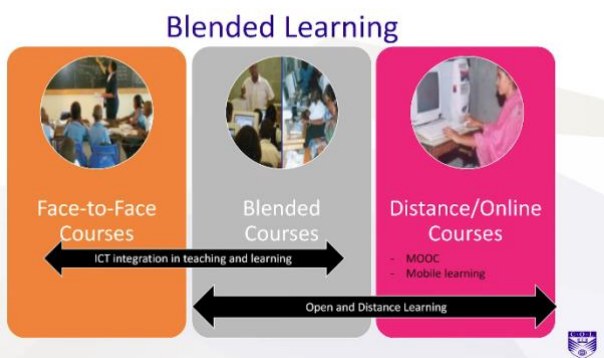 Blended Learning
Face-to-Face
Courses
Blended
Courses
Distance/Online
Courses
- MOOC
- Mobile learning
ICT integration in teaching and learning
Open and Distance Learning
COL